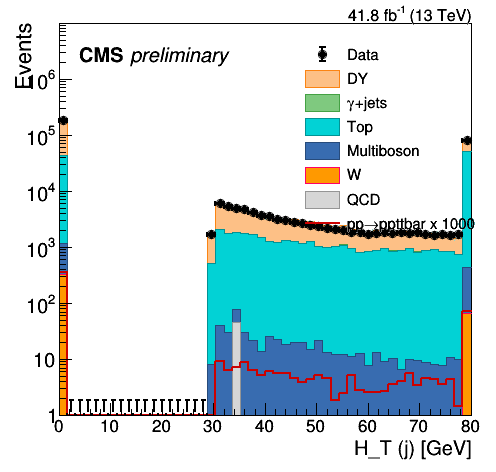 41.8 fb⁻¹ (13 TeV)
Events
CMS preliminary
Data
DY
γ+jets
Top
Multiboson
W
QCD
pp→ppttbar x 1000
10⁶
10⁵
10⁴
10³
10²
10
1
0 10 20 30 40 50 60 70 80
H_T (j) [GeV]